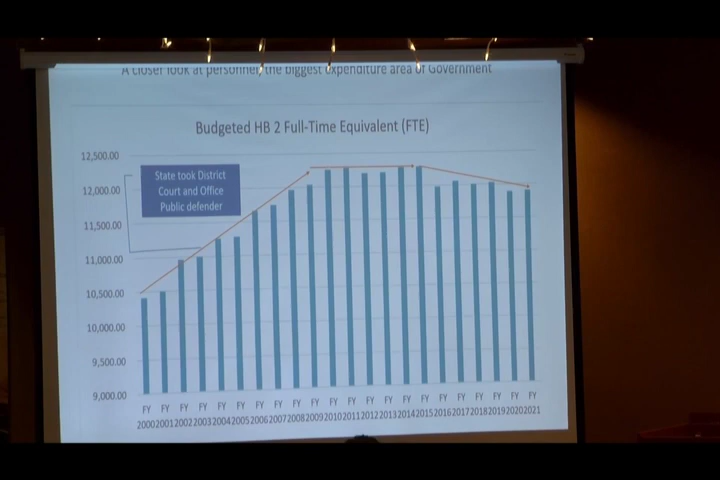 A closer look at personnel, the biggest expenditure area of Government
Budgeted HB 2 Full-Time Equivalent (FTE)
12,500.00
12,000.00
11,500.00
11,000.00
10,500.00
10,000.00
9,500.00
9,000.00
State took District
Court and Office
Public defender
FY FY FY FY FY FY FY FY FY FY FY FY FY FY FY FY FY FY FY FY FY FY
2000 2001 2002 2003 2004 2005 2006 2007 2008 2009 2010 2011 2012 2013 2014 2015 2016 2017 2018 2019 2020 2021